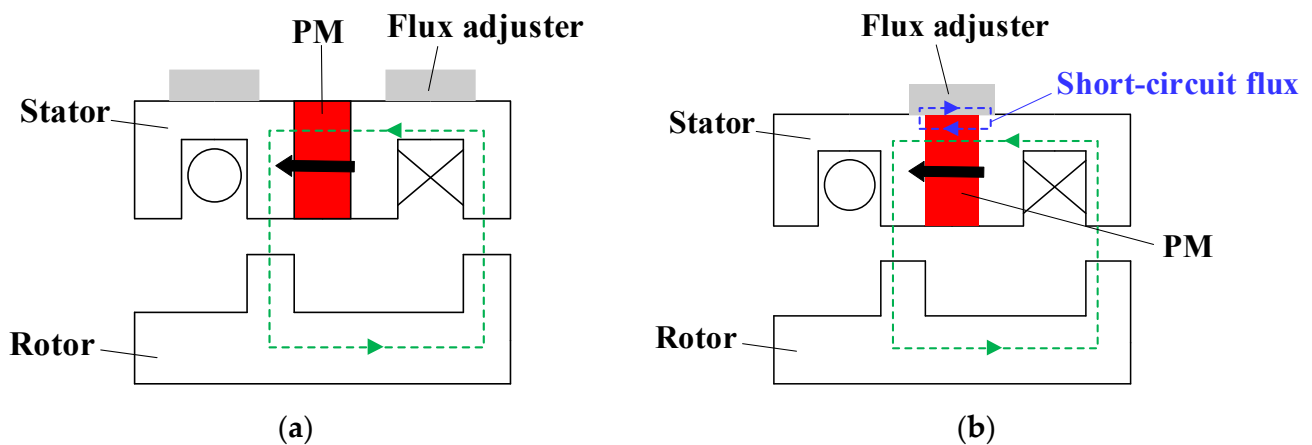 PM
Flux adjuster
Stator
Rotor
(a)
Flux adjuster
Short-circuit flux
Stator
PM
Rotor
(b)